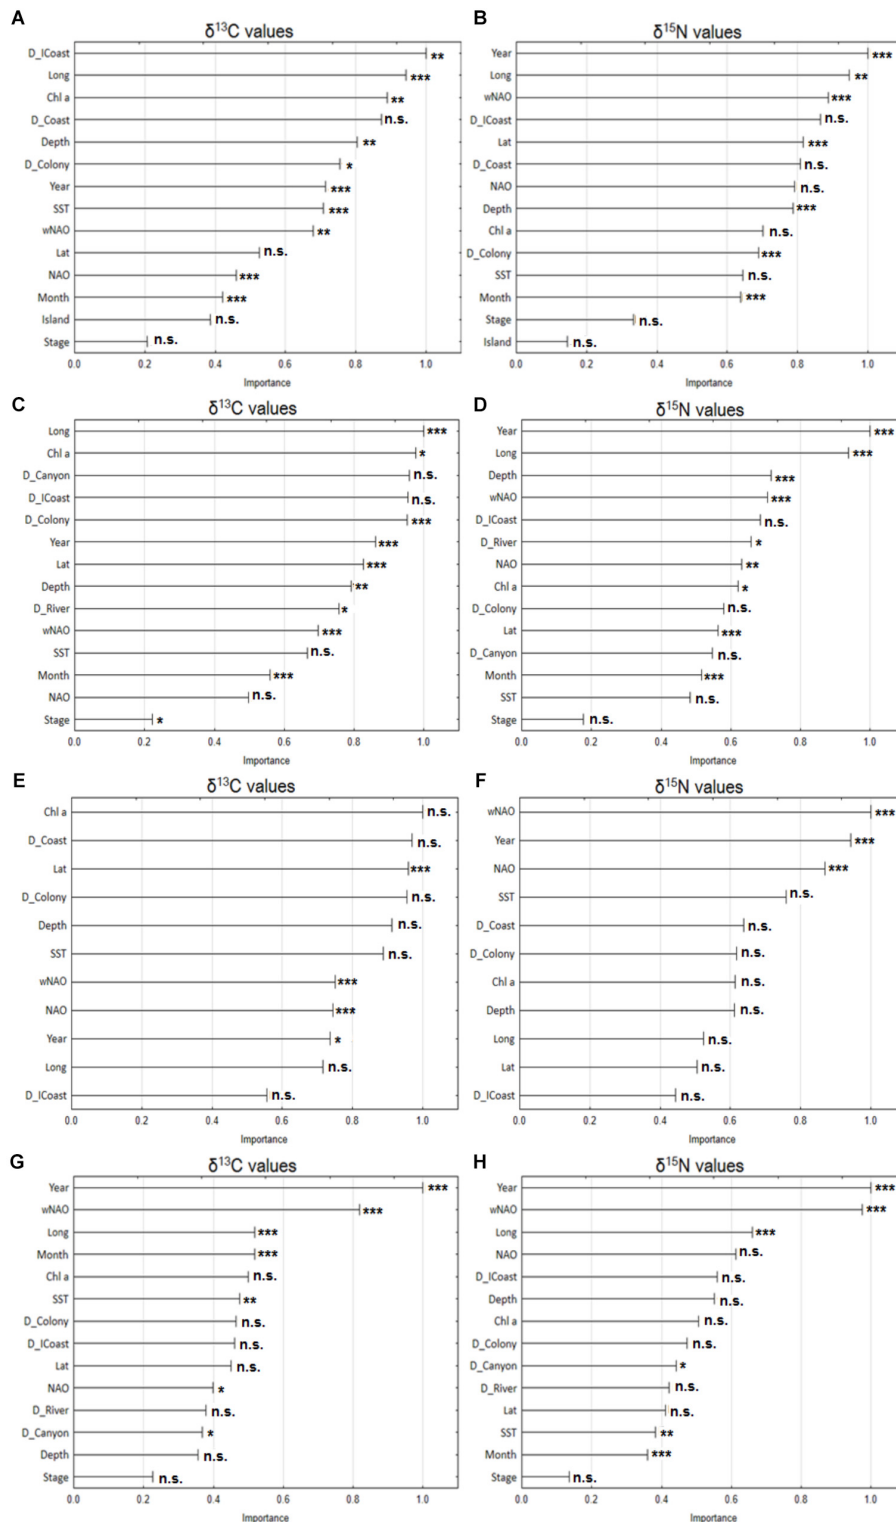 A
δ13C values
D_ICoast **
Long ***
Chl a **
D_Coast n.s.
Depth **
D_Colony *
Year ***
SST ***
wNAO **
Lat n.s.
NAO ***
Month ***
Island n.s.
Stage n.s.
0.0 0.2 0.4 0.6 0.8 1.0
Importance
B
δ15N values
Year ***
Long **
wNAO ***
D_ICoast n.s.
Lat ***
D_Coast n.s.
NAO n.s.
Depth ***
Chl a n.s.
D_Colony ***
SST n.s.
Month ***
Stage n.s.
Island n.s.
0.0 0.2 0.4 0.6 0.8 1.0
Importance
C
δ13C values
Long ***
Chl a *
D_Canyon n.s.
D_ICoast n.s.
D_Colony ***
Year ***
Lat ***
Depth **
D_River *
wNAO ***
SST n.s.
Month ***
NAO n.s.
Stage *
0.0 0.2 0.4 0.6 0.8 1.0
Importance
D
δ15N values
Year ***
Long ***
Depth ***
wNAO ***
D_ICoast n.s.
D_River *
NAO **
Chl a *
D_Colony n.s.
Lat ***
D_Canyon n.s.
Month ***
SST n.s.
Stage n.s.
0.0 0.2 0.4 0.6 0.8 1.0
Importance
E
δ13C values
Chl a n.s.
D_Coast n.s.
Lat ***
D_Colony n.s.
Depth n.s.
SST n.s.
wNAO ***
NAO ***
Year *
Long n.s.
D_ICoast n.s.
0.0 0.2 0.4 0.6 0.8 1.0
Importance
F
δ15N values
wNAO ***
Year ***
NAO ***
SST n.s.
D_Coast n.s.
D_Colony n.s.
Chl a n.s.
Depth n.s.
Long n.s.
Lat n.s.
D_ICoast n.s.
0.0 0.2 0.4 0.6 0.8 1.0
Importance
G
δ13C values
Year ***
wNAO ***
Long ***
Month ***
Chl a n.s.
SST **
D_Colony n.s.
D_ICoast n.s.
Lat n.s.
NAO *
D_River n.s.
D_Canyon *
Depth n.s.
Stage n.s.
0.0 0.2 0.4 0.6 0.8 1.0
Importance
H
δ15N values
Year ***
wNAO ***
Long ***
NAO n.s.
D_ICoast n.s.
Depth n.s.
Chl a n.s.
D_Colony n.s.
D_Canyon *
D_River n.s.
Lat n.s.
SST **
Month ***
Stage n.s.
0.0 0.2 0.4 0.6 0.8 1.0
Importance